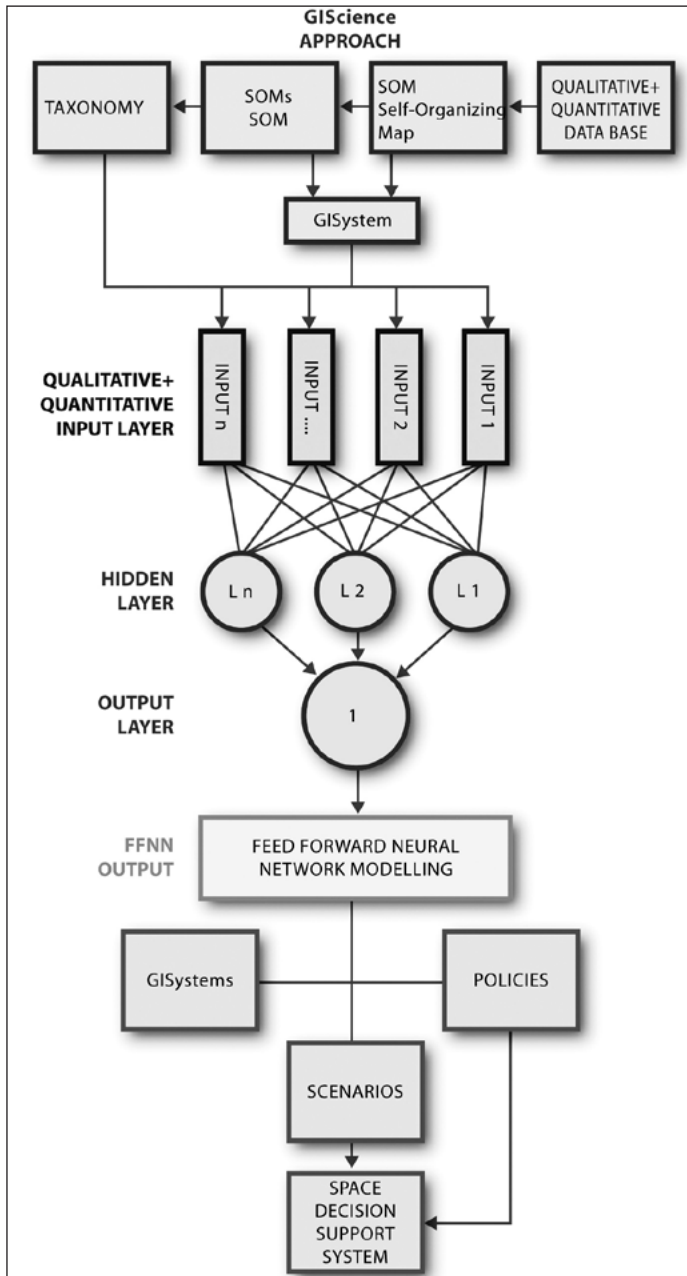 GIScience
APPROACH
TAXONOMY
SOMs
SOM
SOM
Self-Organizing
Map
QUALITATIVE+
QUANTITATIVE
DATA BASE
GISystem
QUALITATIVE+
QUANTITATIVE
INPUT LAYER
INPUT n
INPUT ....
INPUT 2
INPUT 1
HIDDEN
LAYER
L n
L 2
L 1
OUTPUT
LAYER
1
FFNN
OUTPUT
FEED FORWARD NEURAL
NETWORK MODELLING
GISystems
POLICIES
SCENARIOS
SPACE
DECISION
SUPPORT
SYSTEM